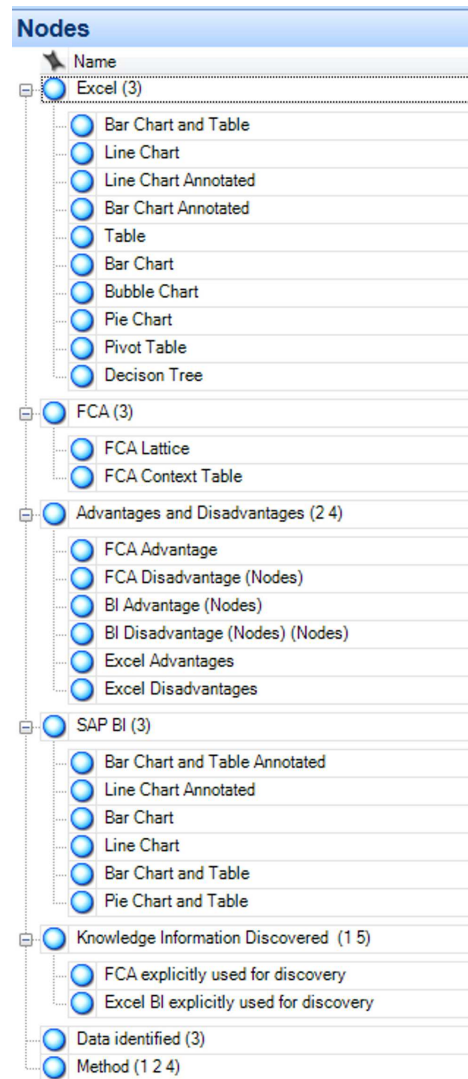 Nodes
Name
Excel (3)
Bar Chart and Table
Line Chart
Line Chart Annotated
Bar Chart Annotated
Table
Bar Chart
Bubble Chart
Pie Chart
Pivot Table
Decison Tree
FCA (3)
FCA Lattice
FCA Context Table
Advantages and Disadvantages (2 4)
FCA Advantage
FCA Disadvantage (Nodes)
BI Advantage (Nodes)
BI Disadvantage (Nodes) (Nodes)
Excel Advantages
Excel Disadvantages
SAP BI (3)
Bar Chart and Table Annotated
Line Chart Annotated
Bar Chart
Line Chart
Bar Chart and Table
Pie Chart and Table
Knowledge Information Discovered (1 5)
FCA explicitly used for discovery
Excel BI explicitly used for discovery
Data identified (3)
Method (1 2 4)